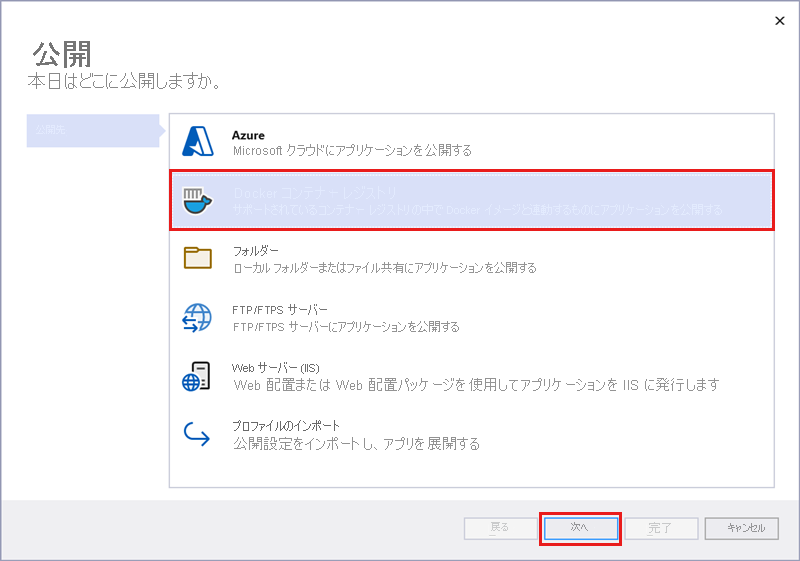 公開
本日はどこに公開しますか。
公開先
Azure
Microsoft クラウドにアプリケーションを公開する
Docker コンテナー レジストリ
サポートされているコンテナー レジストリの中で Docker イメージと連動するものにアプリケーションを公開する
フォルダー
ローカル フォルダーまたはファイル共有にアプリケーションを公開する
FTP/FTPS サーバー
FTP/FTPS サーバーにアプリケーションを公開する
Web サーバー (IIS)
Web 配置または Web 配置パッケージを使用してアプリケーションを IIS に発行します
プロファイルのインポート
公開設定をインポートし、アプリを展開する
戻る 次へ 完了 キャンセル